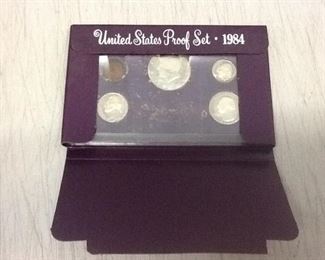 United States Proof Set · 1984